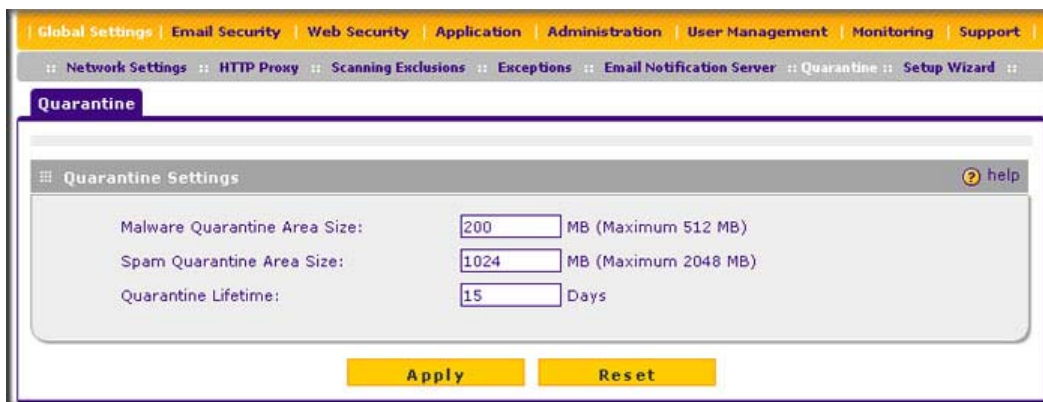 | Global Settings | Email Security | Web Security | Application | Administration | User Management | Monitoring | Support |
:: Network Settings :: HTTP Proxy :: Scanning Exclusions :: Exceptions :: Email Notification Server :: Quarantine :: Setup Wizard ::
Quarantine
Quarantine Settings ? help
Malware Quarantine Area Size: 200 MB (Maximum 512 MB)
Spam Quarantine Area Size: 1024 MB (Maximum 2048 MB)
Quarantine Lifetime: 15 Days
Apply Reset